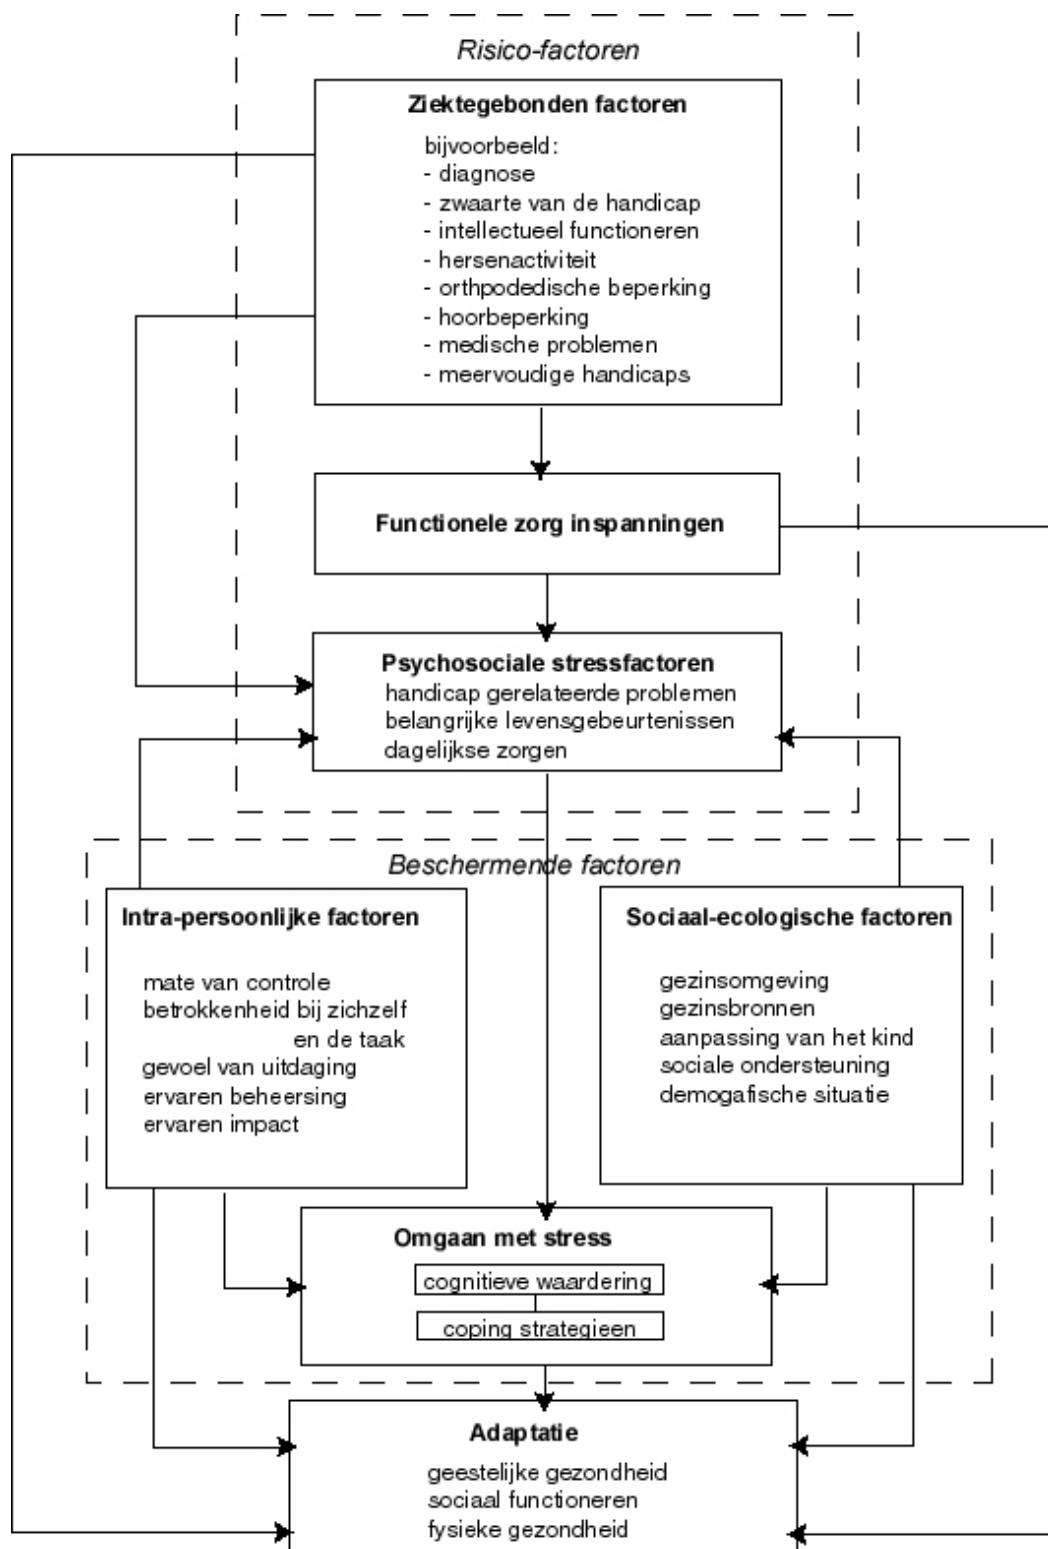 Risico-factoren
Ziektegebonden factoren
bijvoorbeeld:
- diagnose
- zwaarte van de handicap
- intellectueel functioneren
- hersenactiviteit
- orthpodedische beperking
- hoorbeperking
- medische problemen
- meervoudige handicaps
Functionele zorg inspanningen
Psychosociale stressfactoren
handicap gerelateerde problemen
belangrijke levensgebeurtenissen
dagelijkse zorgen
Beschermende factoren
Intra-persoonlijke factoren
mate van controle
betrokkenheid bij zichzelf
en de taak
gevoel van uitdaging
ervaren beheersing
ervaren impact
Sociaal-ecologische factoren
gezinsomgeving
gezinsbronnen
aanpassing van het kind
sociale ondersteuning
demogafische situatie
Omgaan met stress
cognitieve waardering
coping strategieen
Adaptatie
geestelijke gezondheid
sociaal functioneren
fysieke gezondheid